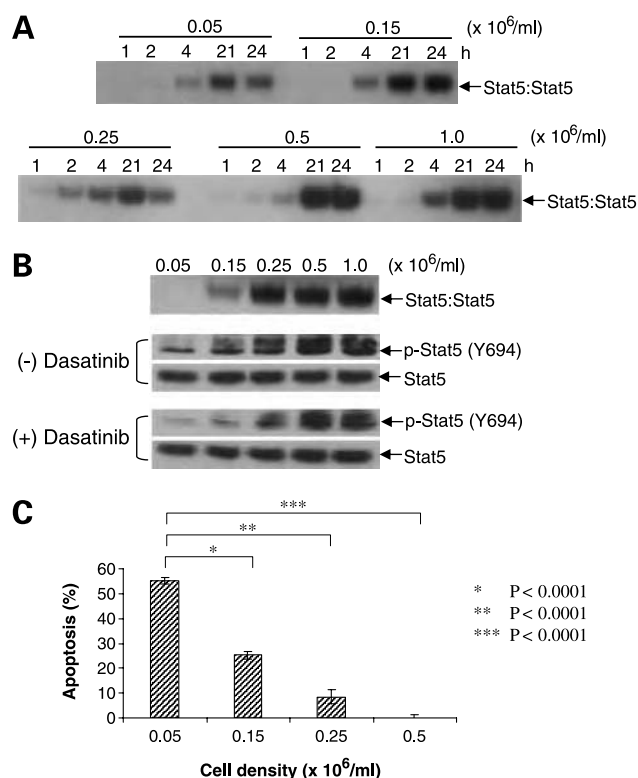 A
0.05 0.15 (x 10⁶/ml)
1 2 4 21 24 1 2 4 21 24 h
Stat5:Stat5
0.25 0.5 1.0 (x 10⁶/ml)
1 2 4 21 24 1 2 4 21 24 1 2 4 21 24 h
Stat5:Stat5
B
0.05 0.15 0.25 0.5 1.0 (x 10⁶/ml)
Stat5:Stat5
(-) Dasatinib
p-Stat5 (Y694)
Stat5
(+) Dasatinib
p-Stat5 (Y694)
Stat5
C
***
**
*
* P < 0.0001
** P < 0.0001
*** P < 0.0001
Apoptosis (%)
60
50
40
30
20
10
0
0.05 0.15 0.25 0.5
Cell density (x 10⁶/ml)